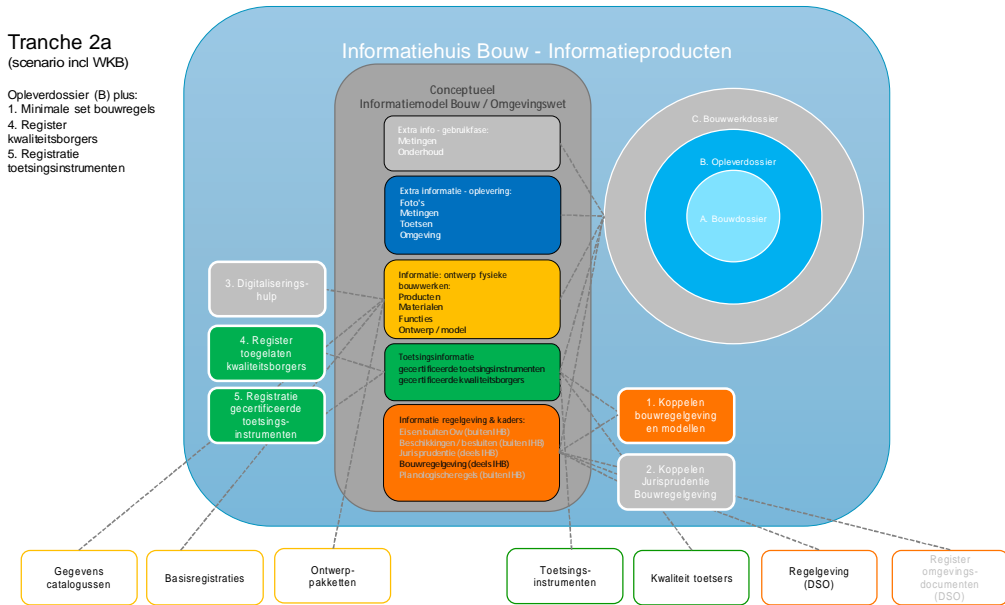 Tranche 2a
(scenario incl WKB)
Opleverdossier (B) plus:
1. Minimale set bouwregels
4. Register
kwaliteitsborgers
5. Registratie
toetsingsinstrumenten
Informatiehuis Bouw - Informatieproducten
Conceptueel
Informatiemodel Bouw / Omgevingswet
Extra info - gebruikfase:
Metingen
Onderhoud
Extra informatie - oplevering:
Foto's
Metingen
Toetsen
Omgeving
Informatie: ontwerp fysieke
bouwwerken:
Producten
Materialen
Functies
Ontwerp / model
Toetsingsinformatie
gecertificeerde toetsingsinstrumenten
gecertificeerde kwaliteitsborgers
Informatie regelgeving & kaders:
Eisen buiten Ow (buiten IHB)
Beschikkingen / besluiten (buiten IHB)
Jurisprudentie (deels IHB)
Bouwregelgeving (deels IHB)
Planologische regels (buiten IHB)
C. Bouwwerkdossier
B. Opleverdossier
A. Bouwdossier
3. Digitaliserings-
hulp
4. Register
toegelaten
kwaliteitsborgers
5. Registratie
gecertificeerde
toetsings-
instrumenten
1. Koppelen
bouwregelgeving
en modellen
2. Koppelen
Jurisprudentie
Bouwregelgeving
Gegevens
catalogussen
Basisregistraties
Ontwerp-
pakketten
Toetsings-
instrumenten
Kwaliteit toetsers
Regelgeving
(DSO)
Register
omgevings-
documenten
(DSO)